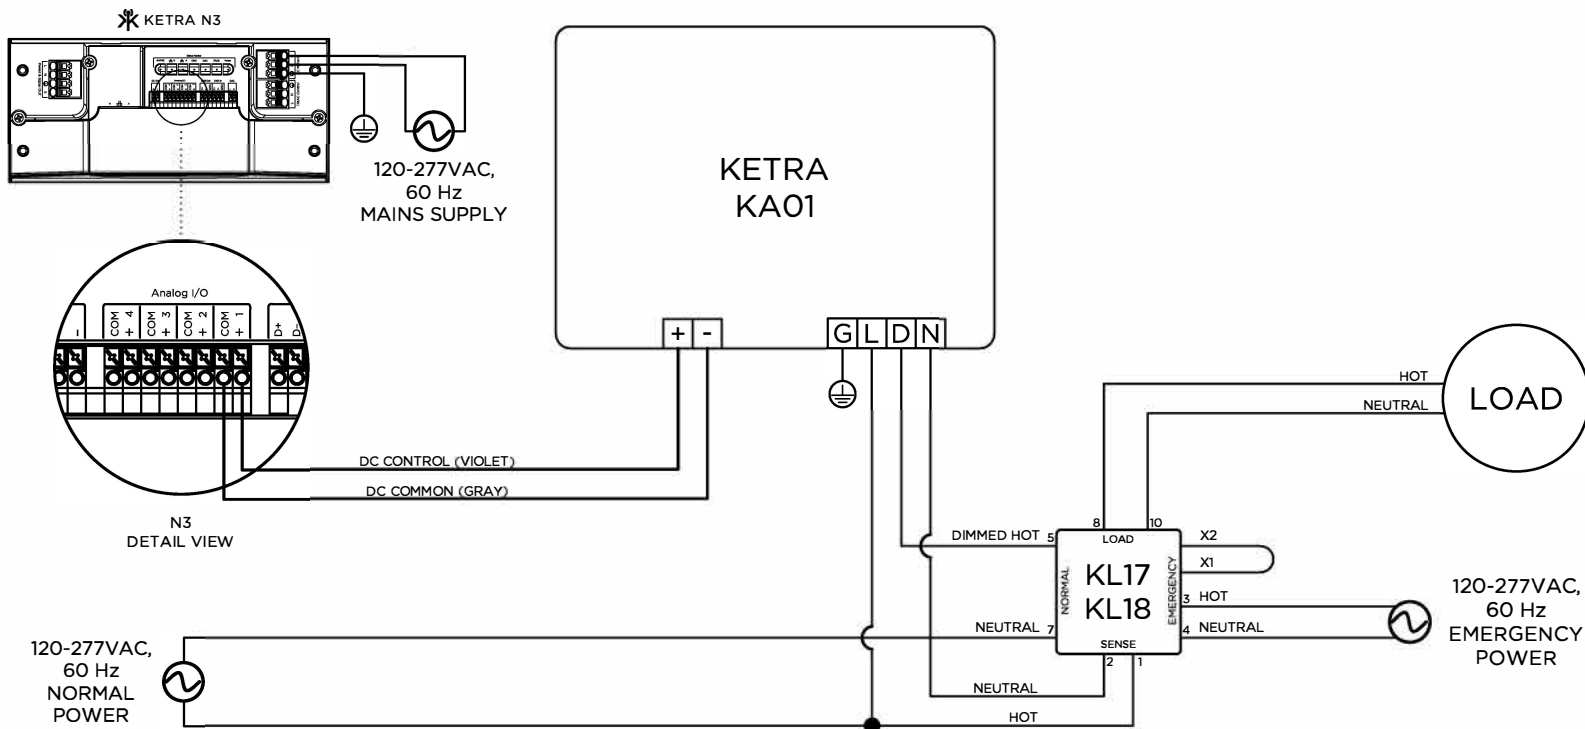 KETRA N3
120-277VAC,
60 Hz
MAINS SUPPLY
KETRA
KA01
+ -
G L D N
Analog I/O
-
COM + 4
COM + 3
COM + 2
COM + 1
D+
D-
N3
DETAIL VIEW
DC CONTROL (VIOLET)
DC COMMON (GRAY)
HOT
NEUTRAL
LOAD
DIMMED HOT 5
8 10
LOAD
NORMAL
KL17
KL18
EMERGENCY
SENSE
X2
X1
3 HOT
4 NEUTRAL
120-277VAC,
60 Hz
EMERGENCY
POWER
NEUTRAL 7
2 1
NEUTRAL
HOT
120-277VAC,
60 Hz
NORMAL
POWER